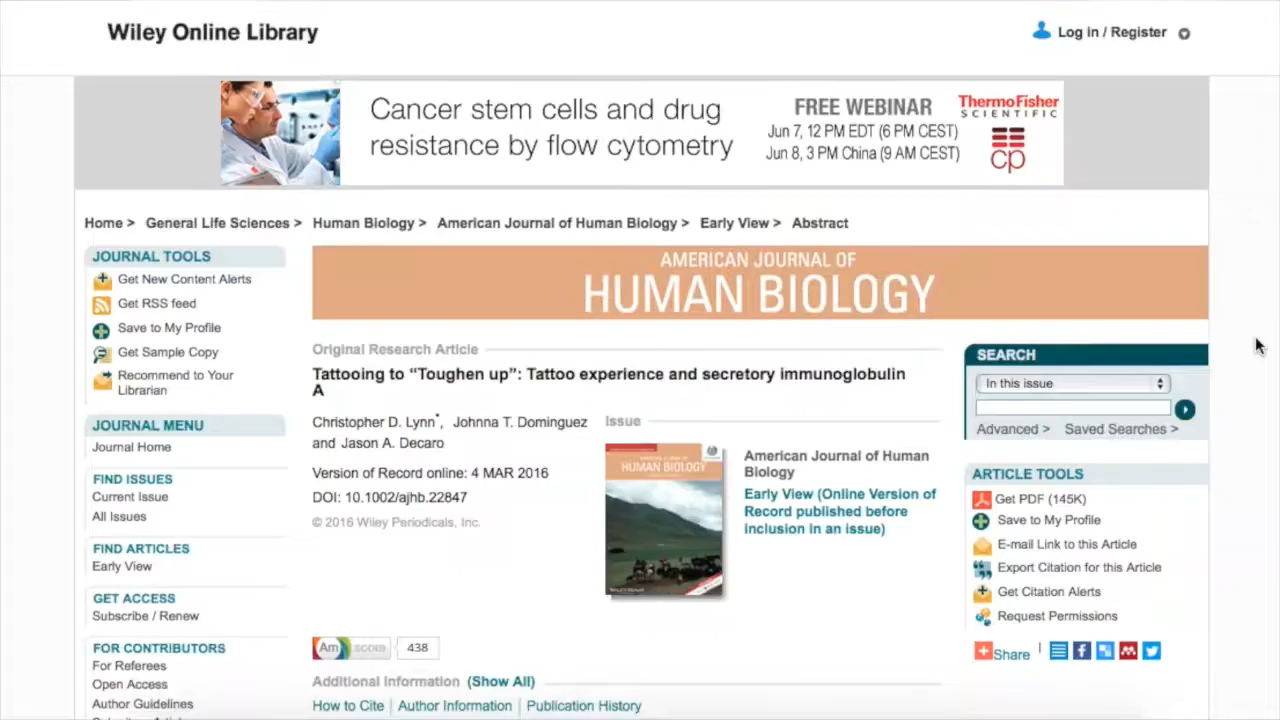 Wiley Online Library
Log in / Register
Cancer stem cells and drug
resistance by flow cytometry
FREE WEBINAR
Jun 7, 12 PM EDT (6 PM CEST)
Jun 8, 3 PM China (9 AM CEST)
ThermoFisher
SCIENTIFIC
cp
Home > General Life Sciences > Human Biology > American Journal of Human Biology > Early View > Abstract
JOURNAL TOOLS
Get New Content Alerts
Get RSS feed
Save to My Profile
Get Sample Copy
Recommend to Your
Librarian
JOURNAL MENU
Journal Home
FIND ISSUES
Current Issue
All Issues
FIND ARTICLES
Early View
GET ACCESS
Subscribe / Renew
FOR CONTRIBUTORS
For Referees
Open Access
Author Guidelines
AMERICAN JOURNAL OF
HUMAN BIOLOGY
Original Research Article
Tattooing to “Toughen up”: Tattoo experience and secretory immunoglobulin
A
Christopher D. Lynn*, Johnna T. Dominguez
and Jason A. Decaro
Version of Record online: 4 MAR 2016
DOI: 10.1002/ajhb.22847
© 2016 Wiley Periodicals, Inc.
Issue
HUMAN BIOLOGY
American Journal of Human
Biology
Early View (Online Version of
Record published before
inclusion in an issue)
Am score 438
Additional Information (Show All)
How to Cite | Author Information | Publication History
SEARCH
In this issue
Advanced > Saved Searches >
ARTICLE TOOLS
Get PDF (145K)
Save to My Profile
E-mail Link to this Article
Export Citation for this Article
Get Citation Alerts
Request Permissions
Share |